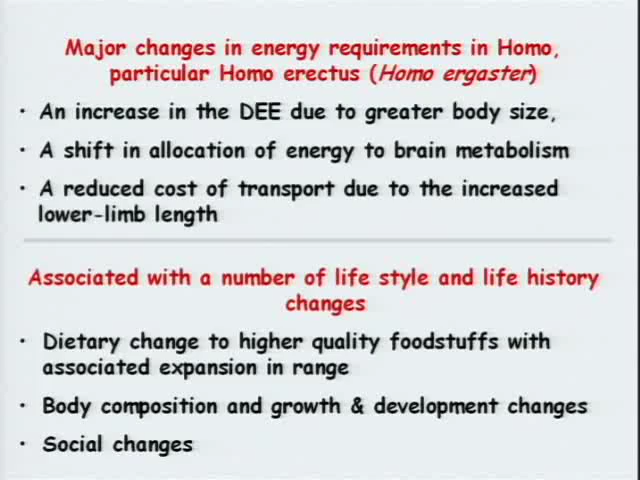 Major changes in energy requirements in Homo,
particular Homo erectus (Homo ergaster)
· An increase in the DEE due to greater body size,
· A shift in allocation of energy to brain metabolism
· A reduced cost of transport due to the increased
lower-limb length
Associated with a number of life style and life history
changes
· Dietary change to higher quality foodstuffs with
associated expansion in range
· Body composition and growth & development changes
· Social changes